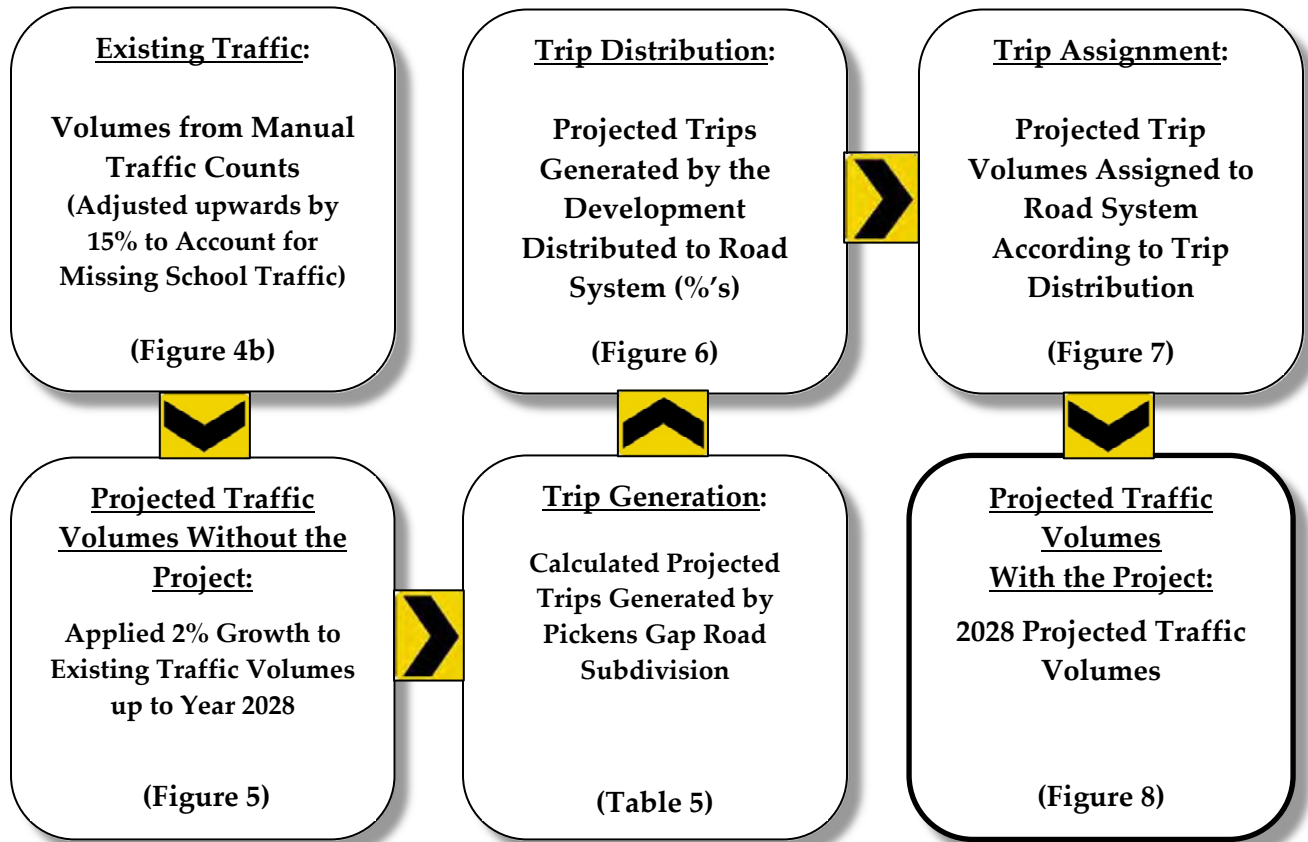 Existing Traffic:
Volumes from Manual
Traffic Counts
(Adjusted upwards by
15% to Account for
Missing School Traffic)
(Figure 4b)
Projected Traffic
Volumes Without the
Project:
Applied 2% Growth to
Existing Traffic Volumes
up to Year 2028
(Figure 5)
Trip Generation:
Calculated Projected
Trips Generated by
Pickens Gap Road
Subdivision
(Table 5)
Trip Distribution:
Projected Trips
Generated by the
Development
Distributed to Road
System (%’s)
(Figure 6)
Trip Assignment:
Projected Trip
Volumes Assigned to
Road System
According to Trip
Distribution
(Figure 7)
Projected Traffic
Volumes
With the Project:
2028 Projected Traffic
Volumes
(Figure 8)